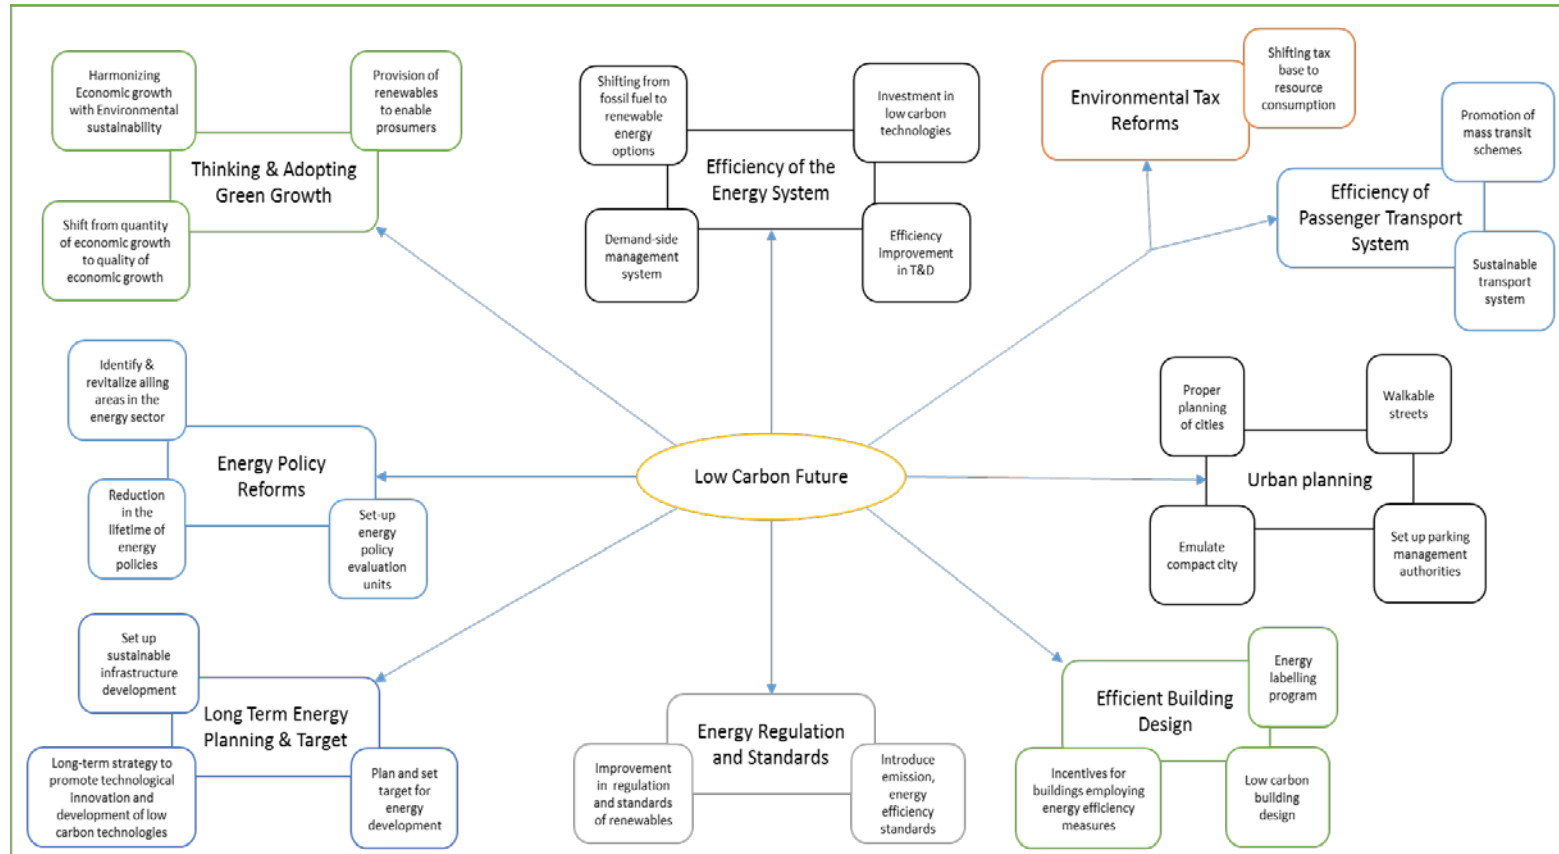 Harmonizing
Economic growth
with Environmental
sustainability
Provision of
renewables
to enable
prosumers
Thinking & Adopting
Green Growth
Shift from quantity
of economic growth
to quality of
economic growth
Shifting from
fossil fuel to
renewable
energy
options
Investment in
low carbon
technologies
Efficiency of the
Energy System
Demand-side
management
system
Efficiency
improvement
in T&D
Environmental Tax
Reforms
Shifting tax
base to
resource
consumption
Promotion of
mass transit
schemes
Efficiency of
Passenger Transport
System
Sustainable
transport
system
Identify &
revitalize ailing
areas in the
energy sector
Energy Policy
Reforms
Reduction
in the
lifetime of
energy
policies
Set-up
energy
policy
evaluation
units
Low Carbon Future
Proper
planning
of cities
Walkable
streets
Urban planning
Emulate
compact city
Set up parking
management
authorities
Set up
sustainable
infrastructure
development
Long Term Energy
Planning & Target
Long-term strategy to
promote technological
innovation and
development of low
carbon technologies
Plan and set
target for
energy
development
Energy Regulation
and Standards
Improvement
in regulation
and standards
of renewables
Introduce
emission,
energy
efficiency
standards
Energy
labelling
program
Efficient Building
Design
Incentives for
buildings employing
energy efficiency
measures
Low carbon
building
design